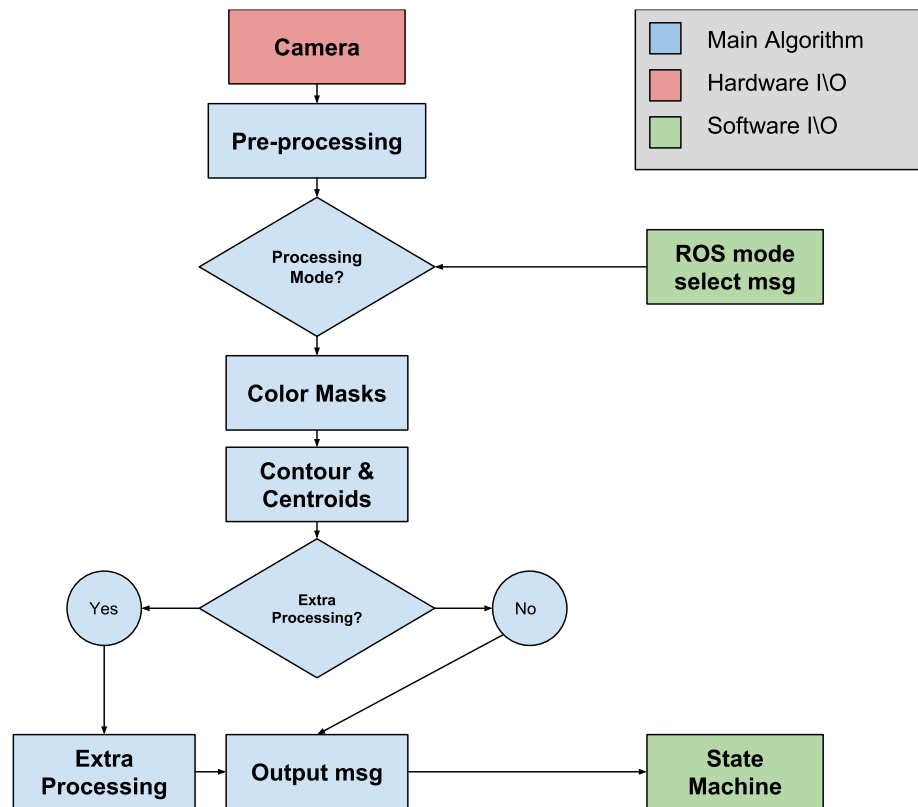 Camera
Main Algorithm
Hardware I\O
Software I\O
Pre-processing
Processing
Mode?
ROS mode
select msg
Color Masks
Contour &
Centroids
Extra
Processing?
Yes
No
Extra
Processing
Output msg
State
Machine